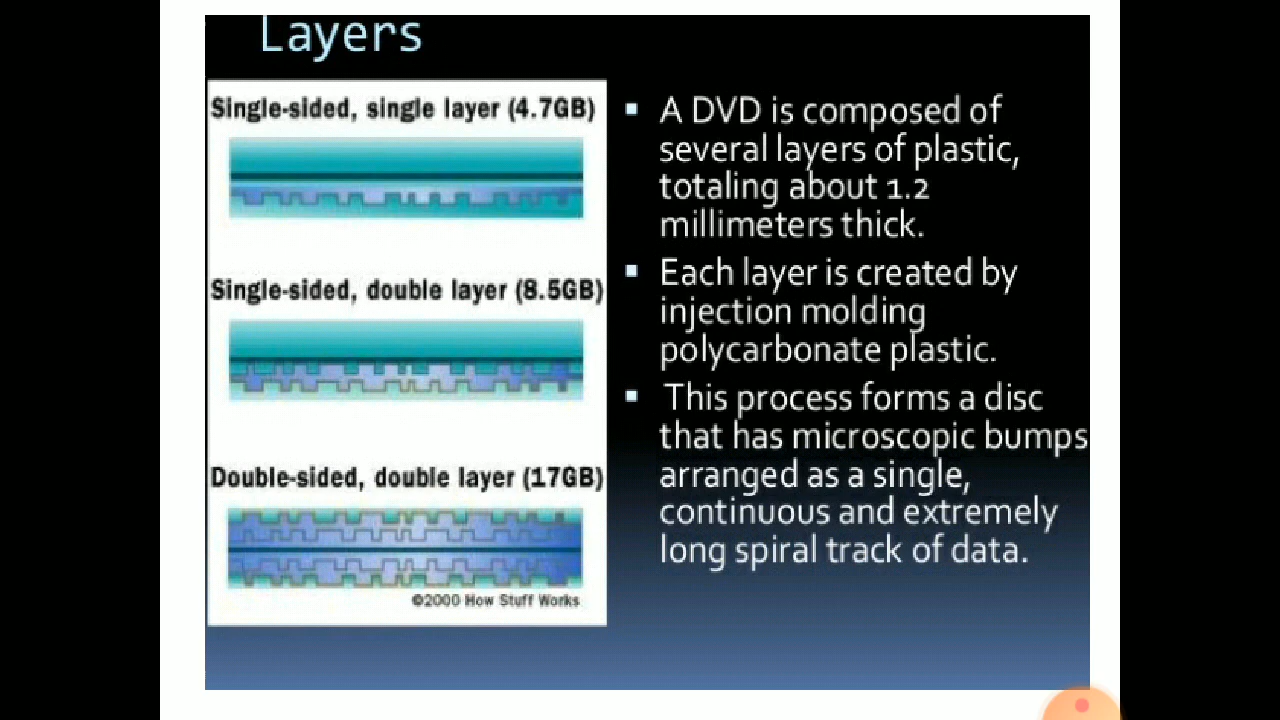 Layers
Single-sided, single layer (4.7GB)
Single-sided, double layer (8.5GB)
Double-sided, double layer (17GB)
©2000 How Stuff Works
▪ A DVD is composed of
several layers of plastic,
totaling about 1.2
millimeters thick.
▪ Each layer is created by
injection molding
polycarbonate plastic.
▪ This process forms a disc
that has microscopic bumps
arranged as a single,
continuous and extremely
long spiral track of data.